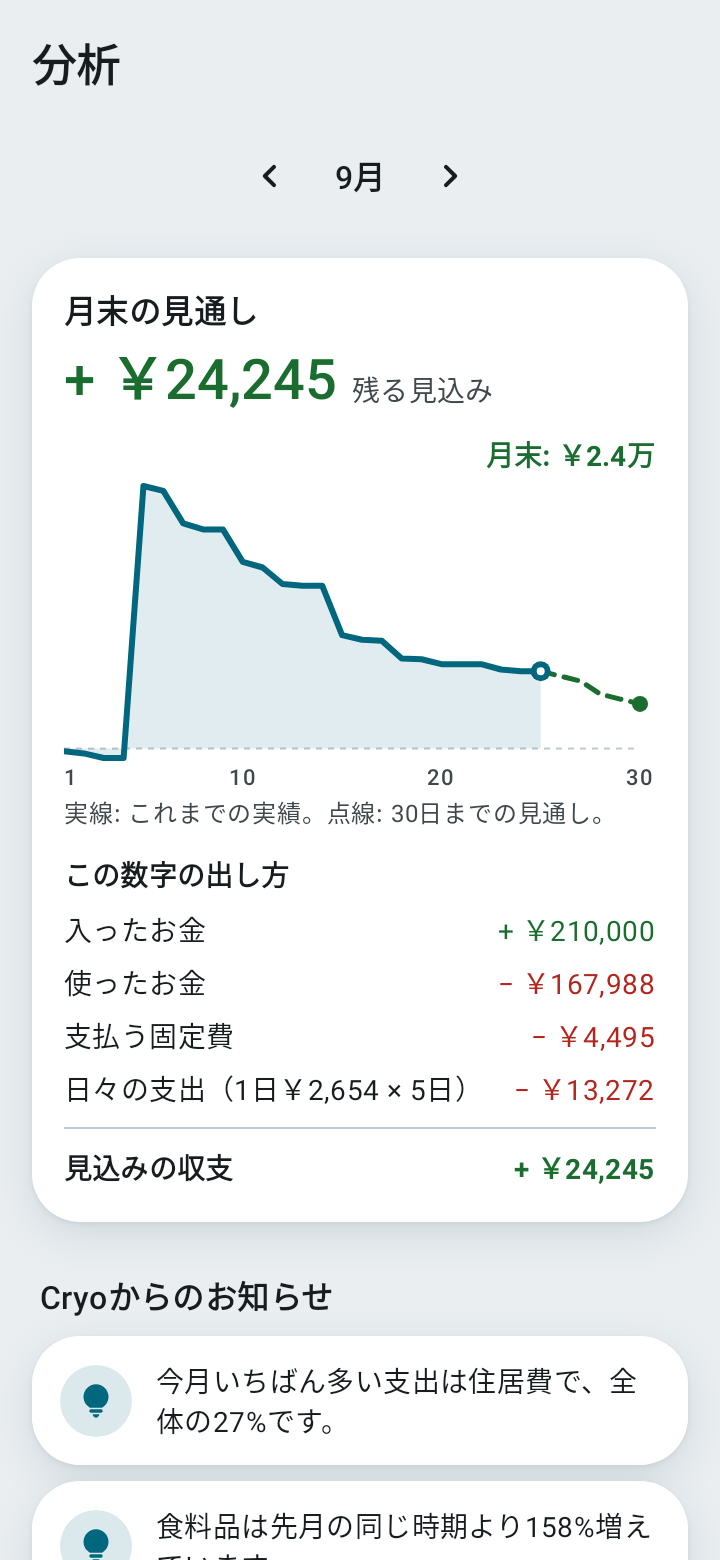 分析
9月
月末の見通し
+ ￥24,245 残る見込み
月末: ￥2.4万
1 10 20 30
実線: これまでの実績。点線: 30日までの見通し。
この数字の出し方
入ったお金 + ￥210,000
使ったお金 − ￥167,988
支払う固定費 − ￥4,495
日々の支出（1日￥2,654 × 5日） − ￥13,272
見込みの収支 + ￥24,245
Cryoからのお知らせ
今月いちばん多い支出は住居費で、全
体の27%です。
食料品は先月の同じ時期より158%増え